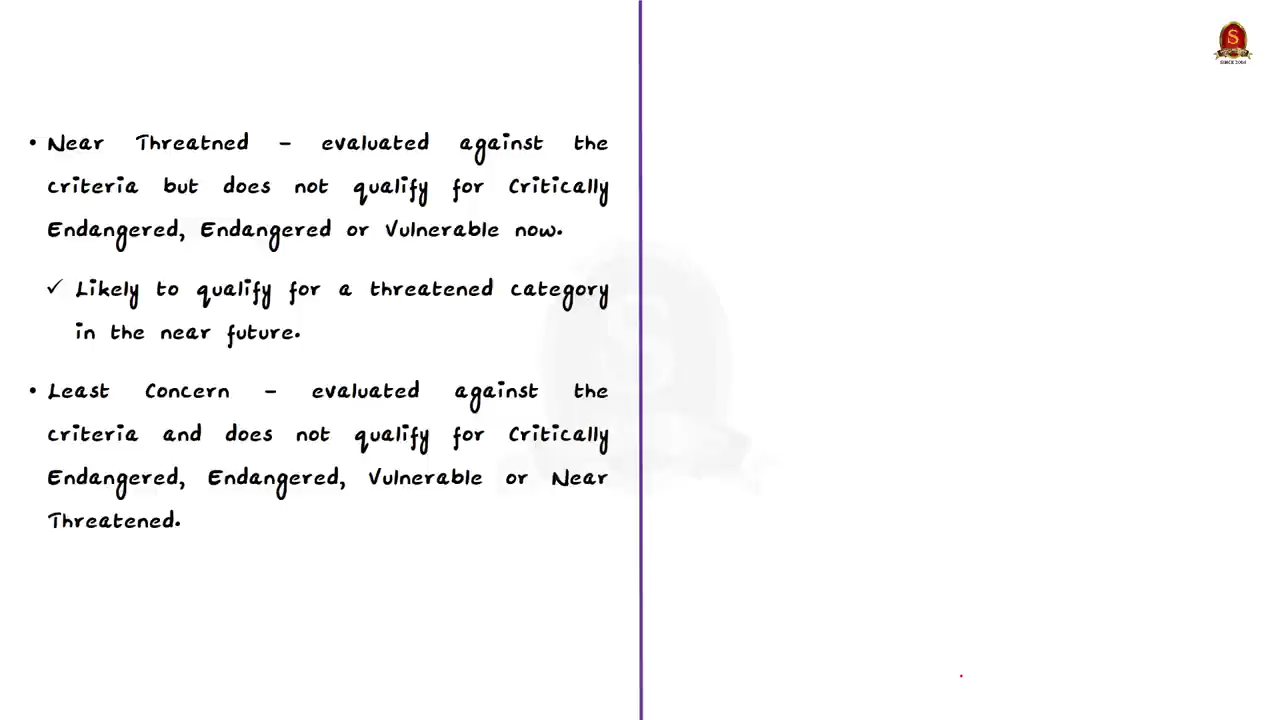 S
SINCE 2004
• Near Threatned - evaluated against the
criteria but does not qualify for Critically
Endangered, Endangered or Vulnerable now.
✓ Likely to qualify for a threatened category
in the near future.
• Least Concern - evaluated against the
criteria and does not qualify for Critically
Endangered, Endangered, Vulnerable or Near
Threatened.